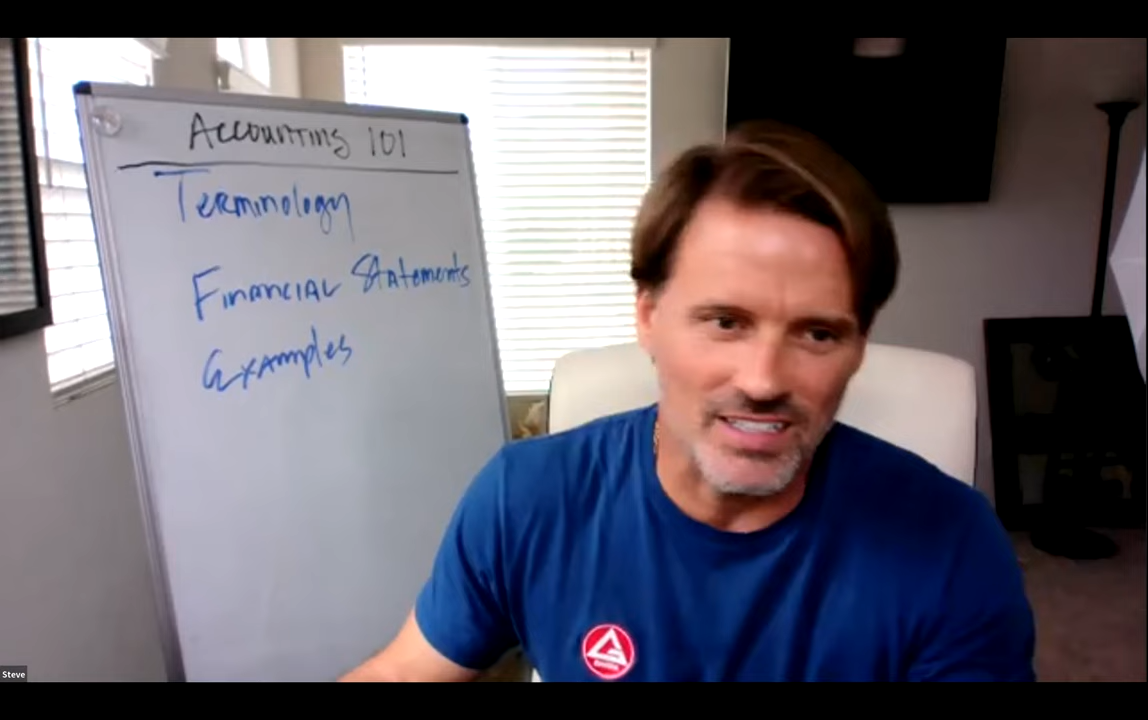 Accounting 101
Terminology
Financial Statements
Examples
Steve